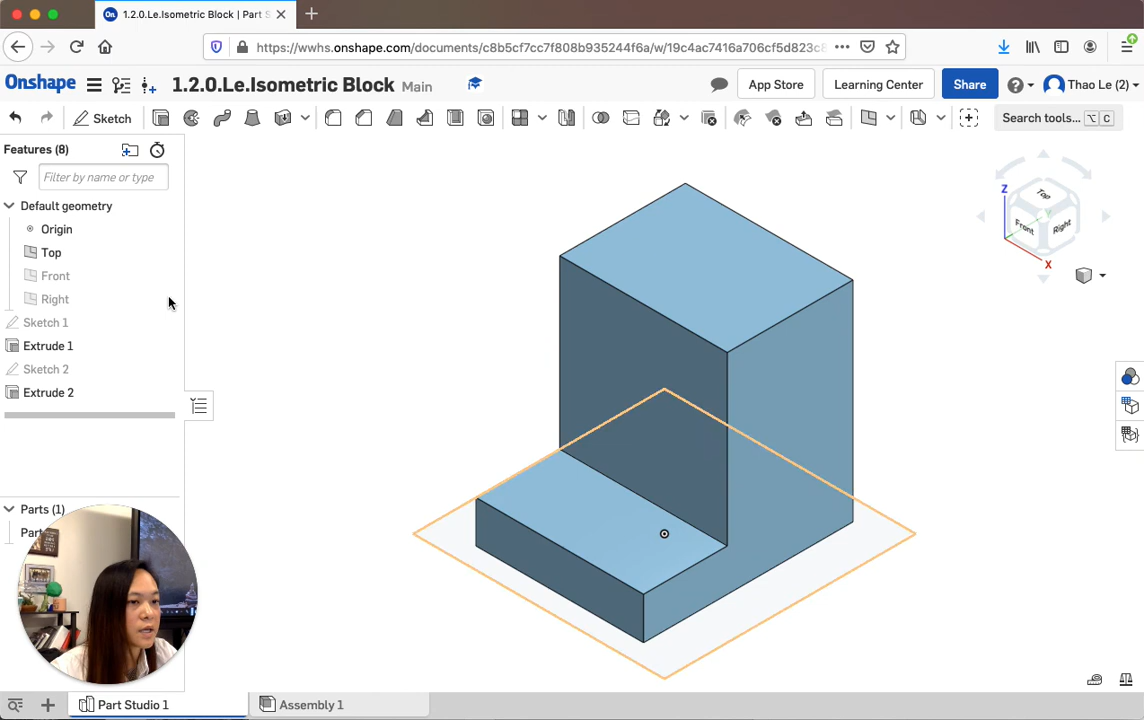 On 1.2.0.Le.Isometric Block | Part S
https://wwhs.onshape.com/documents/c8b5cf7cc7f808b935244f6a/w/19c4ac7416a706cf5d823c8
Onshape 1.2.0.Le.Isometric Block Main App Store Learning Center Share Thao Le (2)
Sketch Search tools... ⌥ C
Features (8)
Filter by name or type
Default geometry
Origin
Top
Front
Right
Sketch 1
Extrude 1
Sketch 2
Extrude 2
Parts (1)
Par
Z
Top
Y
Front Right
X
Part Studio 1 Assembly 1